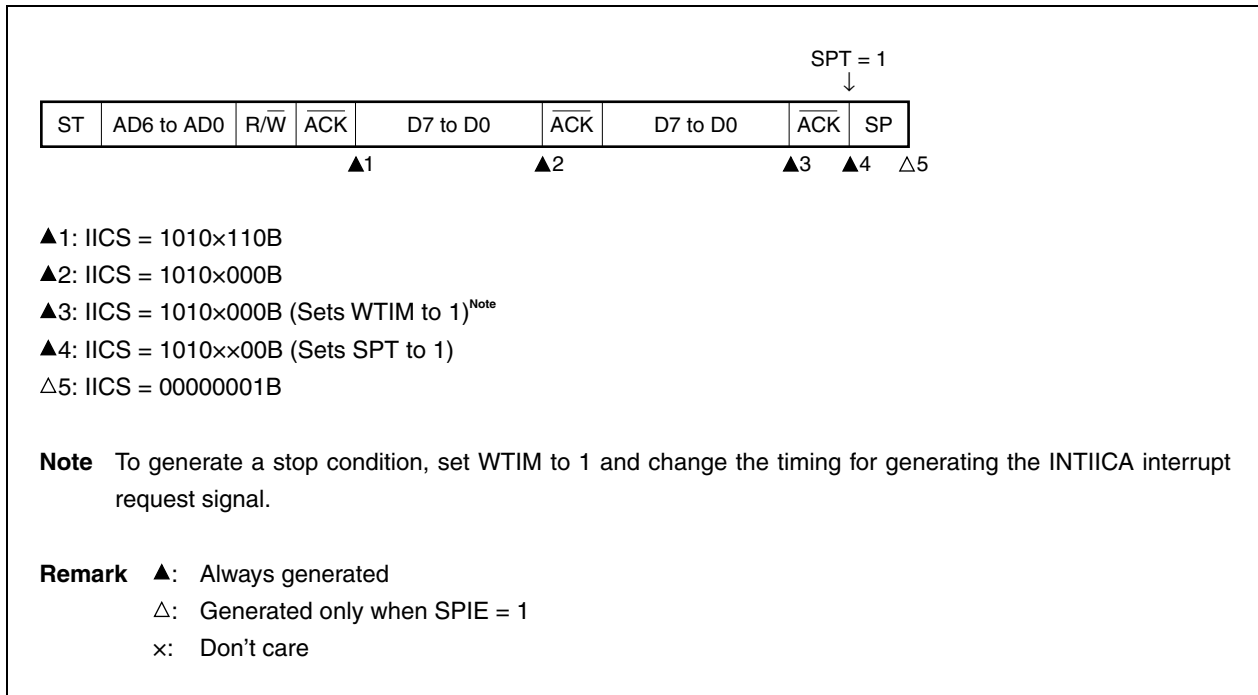 SPT = 1
↓
ST AD6 to AD0 R/W̅ A̅C̅K̅ D7 to D0 A̅C̅K̅ D7 to D0 A̅C̅K̅ SP
▲1 ▲2 ▲3 ▲4 △5
▲1: IICS = 1010×110B
▲2: IICS = 1010×000B
▲3: IICS = 1010×000B (Sets WTIM to 1)Note
▲4: IICS = 1010××00B (Sets SPT to 1)
△5: IICS = 00000001B
Note To generate a stop condition, set WTIM to 1 and change the timing for generating the INTIICA interrupt
request signal.
Remark ▲: Always generated
△: Generated only when SPIE = 1
×: Don't care